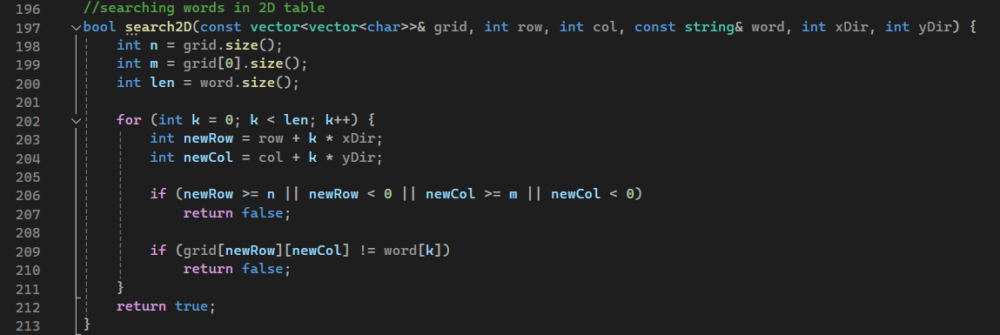 196 //searching words in 2D table
197 bool search2D(const vector<vector<char>>& grid, int row, int col, const string& word, int xDir, int yDir) {
198 int n = grid.size();
199 int m = grid[0].size();
200 int len = word.size();
201
202 for (int k = 0; k < len; k++) {
203 int newRow = row + k * xDir;
204 int newCol = col + k * yDir;
205
206 if (newRow >= n || newRow < 0 || newCol >= m || newCol < 0)
207 return false;
208
209 if (grid[newRow][newCol] != word[k])
210 return false;
211 }
212 return true;
213 }